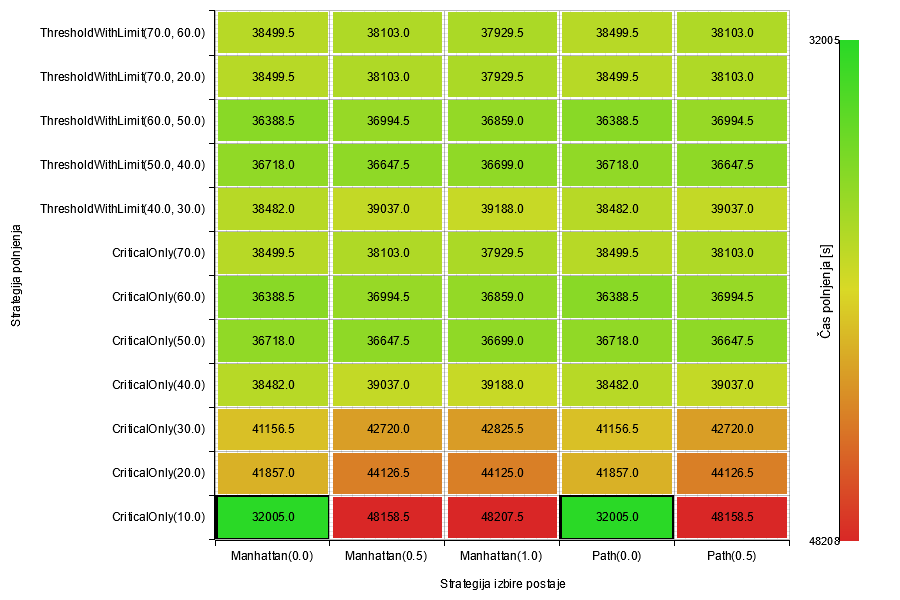 ThresholdWithLimit(70.0, 60.0) 38499.5 38103.0 37929.5 38499.5 38103.0
ThresholdWithLimit(70.0, 20.0) 38499.5 38103.0 37929.5 38499.5 38103.0
ThresholdWithLimit(60.0, 50.0) 36388.5 36994.5 36859.0 36388.5 36994.5
ThresholdWithLimit(50.0, 40.0) 36718.0 36647.5 36699.0 36718.0 36647.5
ThresholdWithLimit(40.0, 30.0) 38482.0 39037.0 39188.0 38482.0 39037.0
CriticalOnly(70.0) 38499.5 38103.0 37929.5 38499.5 38103.0
CriticalOnly(60.0) 36388.5 36994.5 36859.0 36388.5 36994.5
CriticalOnly(50.0) 36718.0 36647.5 36699.0 36718.0 36647.5
CriticalOnly(40.0) 38482.0 39037.0 39188.0 38482.0 39037.0
CriticalOnly(30.0) 41156.5 42720.0 42825.5 41156.5 42720.0
CriticalOnly(20.0) 41857.0 44126.5 44125.0 41857.0 44126.5
CriticalOnly(10.0) 32005.0 48158.5 48207.5 32005.0 48158.5
Manhattan(0.0) Manhattan(0.5) Manhattan(1.0) Path(0.0) Path(0.5)
Strategija izbire postaje
Strategija polnjenja
32005
Čas polnjenja [s]
48208